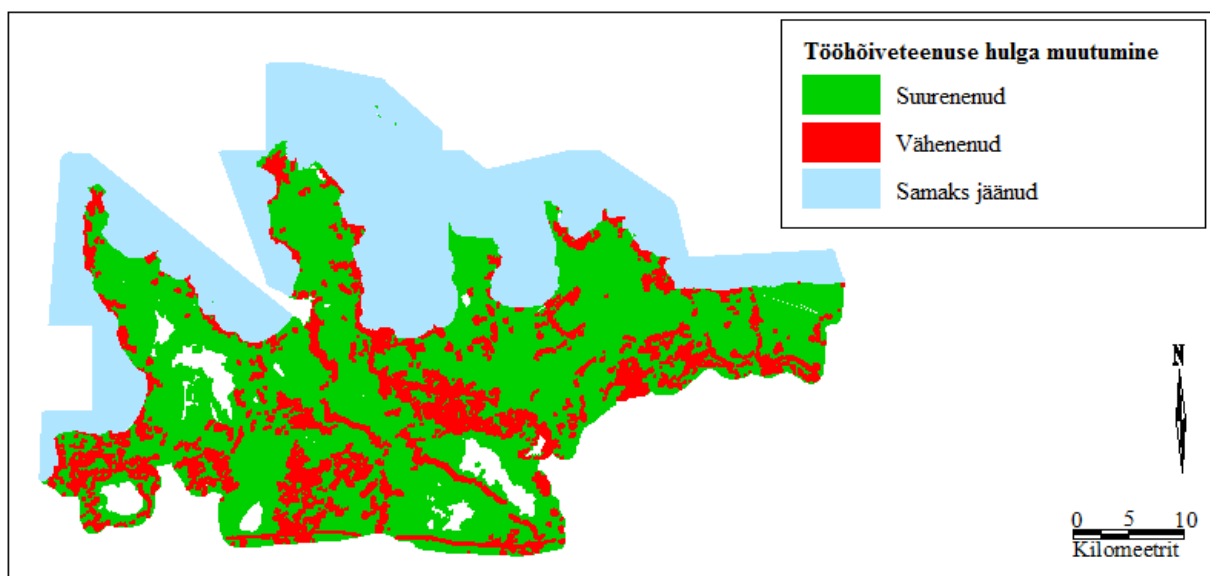 Tööhõiveteenuse hulga muutumine
Suurenenud
Vähenenud
Samaks jäänud
N
0 5 10
Kilomeetrit